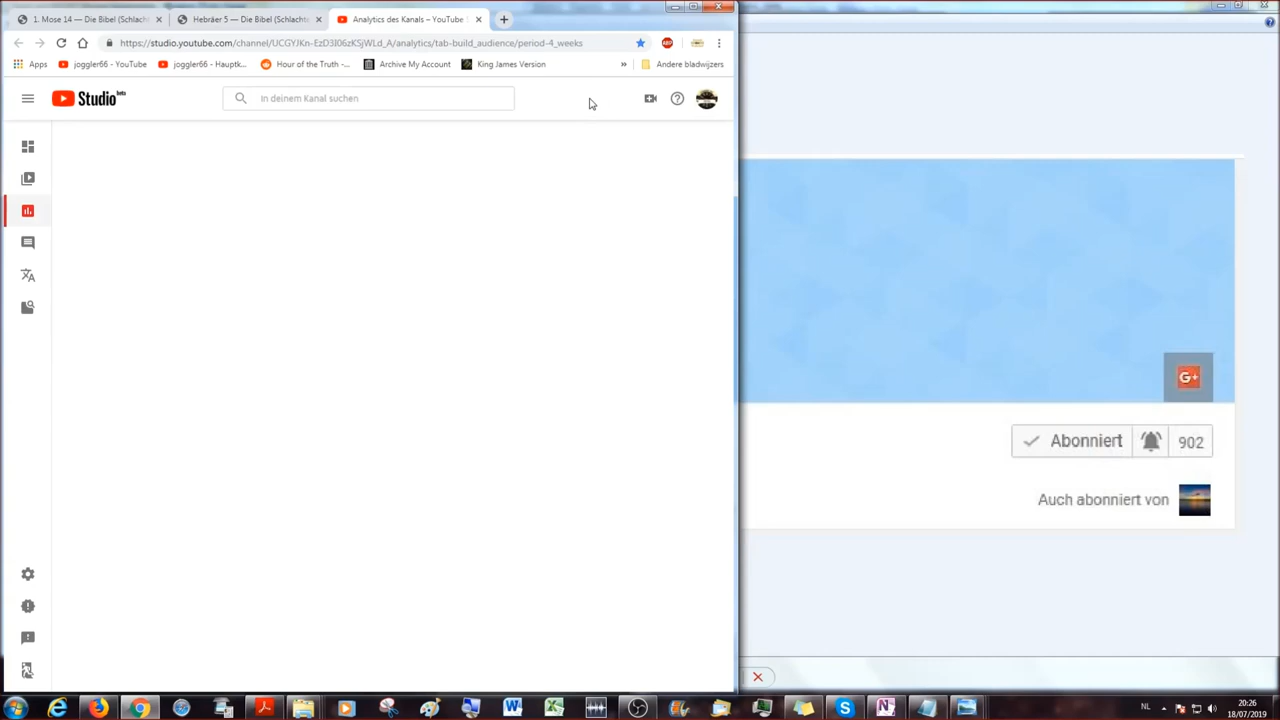 1. Mose 14 — Die Bibel (Schlacht
Hebräer 5 — Die Bibel (Schlachte
Analytics des Kanals – YouTube
https://studio.youtube.com/channel/UCGYJKn-EzD3I06zKSjWLd_A/analytics/tab-build_audience/period-4_weeks
Apps
joggler66 - YouTube
joggler66 - Hauptk...
Hour of the Truth -...
Archive My Account
King James Version
»
Andere bladwijzers
Studio beta
In deinem Kanal suchen
G+
Abonniert
902
Auch abonniert von
NL
20:26
18/07/2019